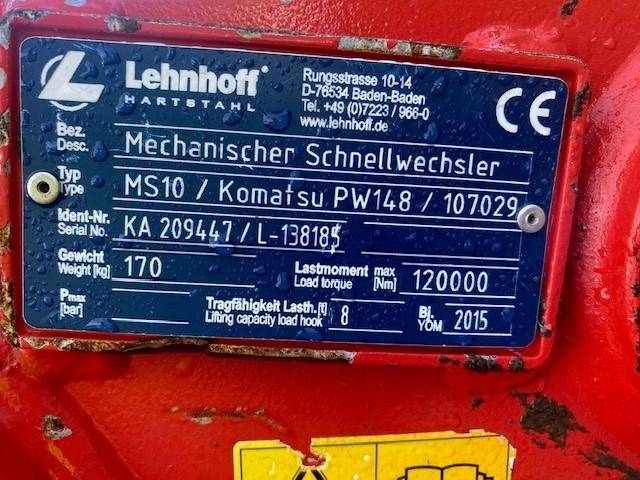 Lehnhoff
HARTSTAHL
Rungsstrasse 10-14
D-76534 Baden-Baden
Tel. +49 (0)7223 / 966-0
www.lehnhoff.de
CE
Bez.
Desc. Mechanischer Schnellwechsler
Typ
Type MS10 / Komatsu PW148 / 107029
Ident-Nr.
Serial No. KA 209447 / L-138185
Gewicht
Weight [kg] 170
Lastmoment max
Load torque [Nm] 120000
Pmax
[bar]
Tragfähigkeit Lasth. [t]
Lifting capacity load hook 8
Bj.
YOM 2015